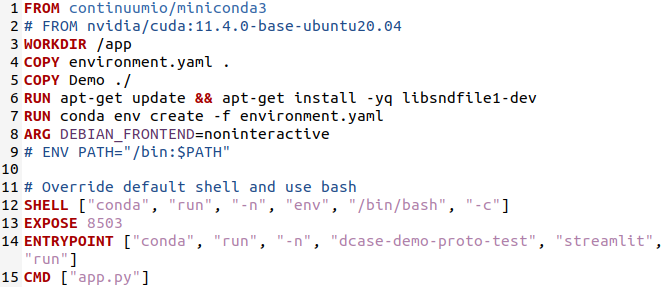 1 FROM continuumio/miniconda3
2 # FROM nvidia/cuda:11.4.0-base-ubuntu20.04
3 WORKDIR /app
4 COPY environment.yaml .
5 COPY Demo ./
6 RUN apt-get update && apt-get install -yq libsndfile1-dev
7 RUN conda env create -f environment.yaml
8 ARG DEBIAN_FRONTEND=noninteractive
9 # ENV PATH="/bin:$PATH"
10
11 # Override default shell and use bash
12 SHELL ["conda", "run", "-n", "env", "/bin/bash", "-c"]
13 EXPOSE 8503
14 ENTRYPOINT ["conda", "run", "-n", "dcase-demo-proto-test", "streamlit",
"run"]
15 CMD ["app.py"]